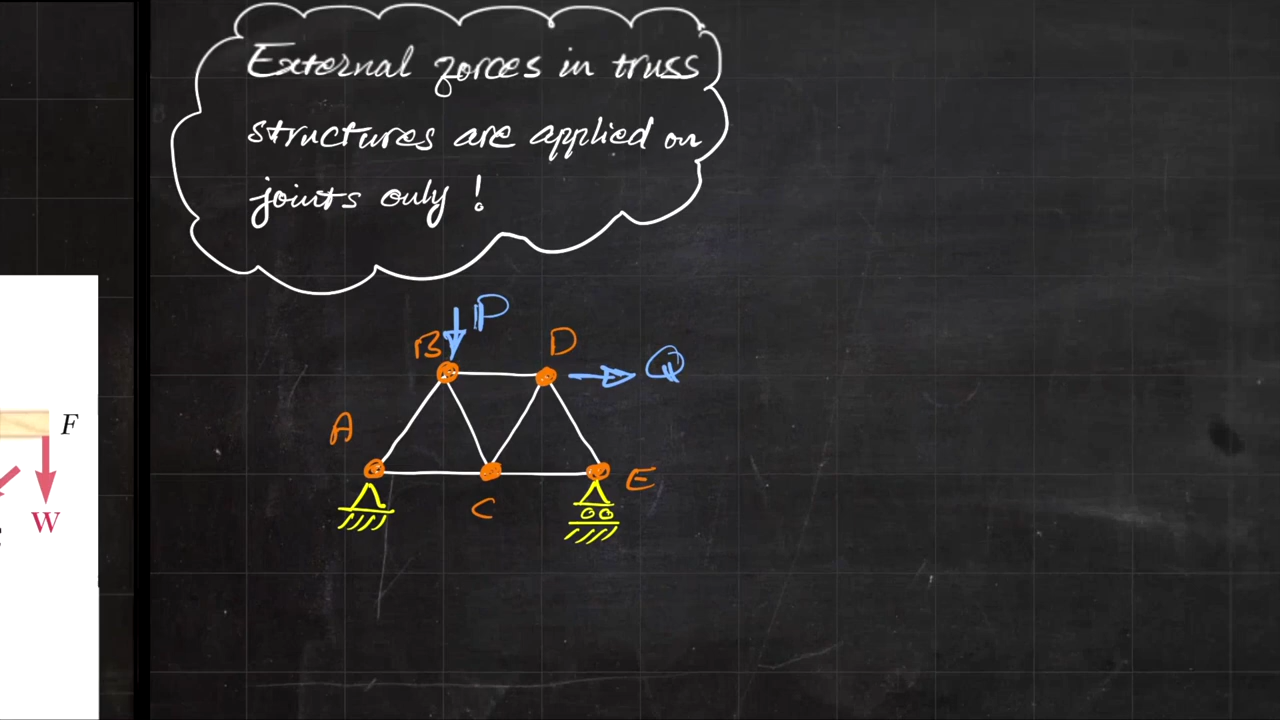 External forces in truss
structures are applied on
joints only!
P
B
D
Q
A
F
E
C
W